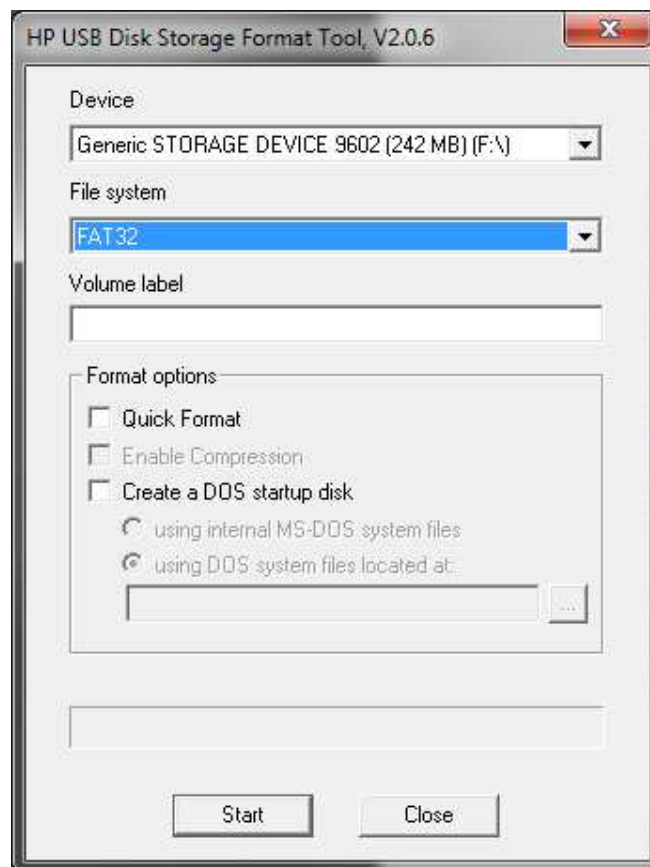 HP USB Disk Storage Format Tool, V2.0.6
Device
Generic STORAGE DEVICE 9602 (242 MB) (F:\)
File system
FAT32
Volume label
Format options
Quick Format
Enable Compression
Create a DOS startup disk
using internal MS-DOS system files
using DOS system files located at:
...
Start Close